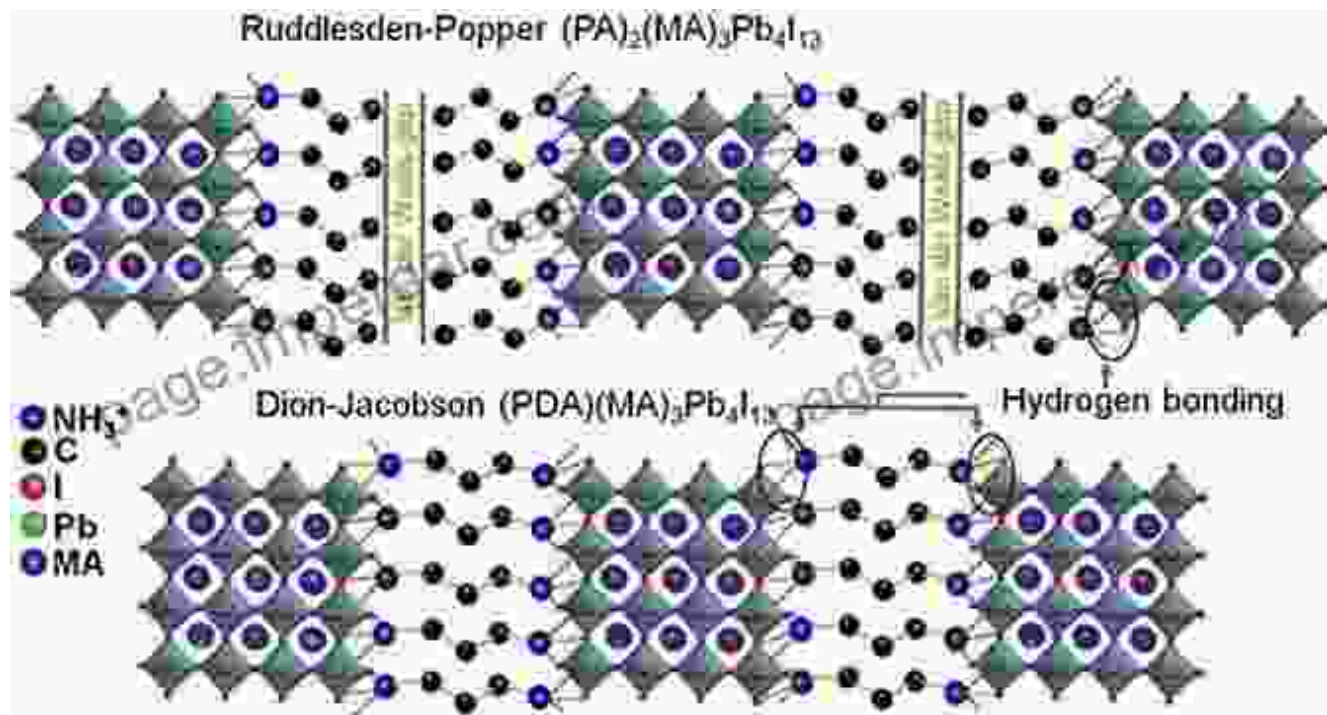 Ruddlesden-Popper (PA)₂(MA)₃Pb₄I₁₃
Dion-Jacobson (PDA)(MA)₃Pb₄I₁₃
Hydrogen bonding
NH₃⁺
C
I
Pb
MA